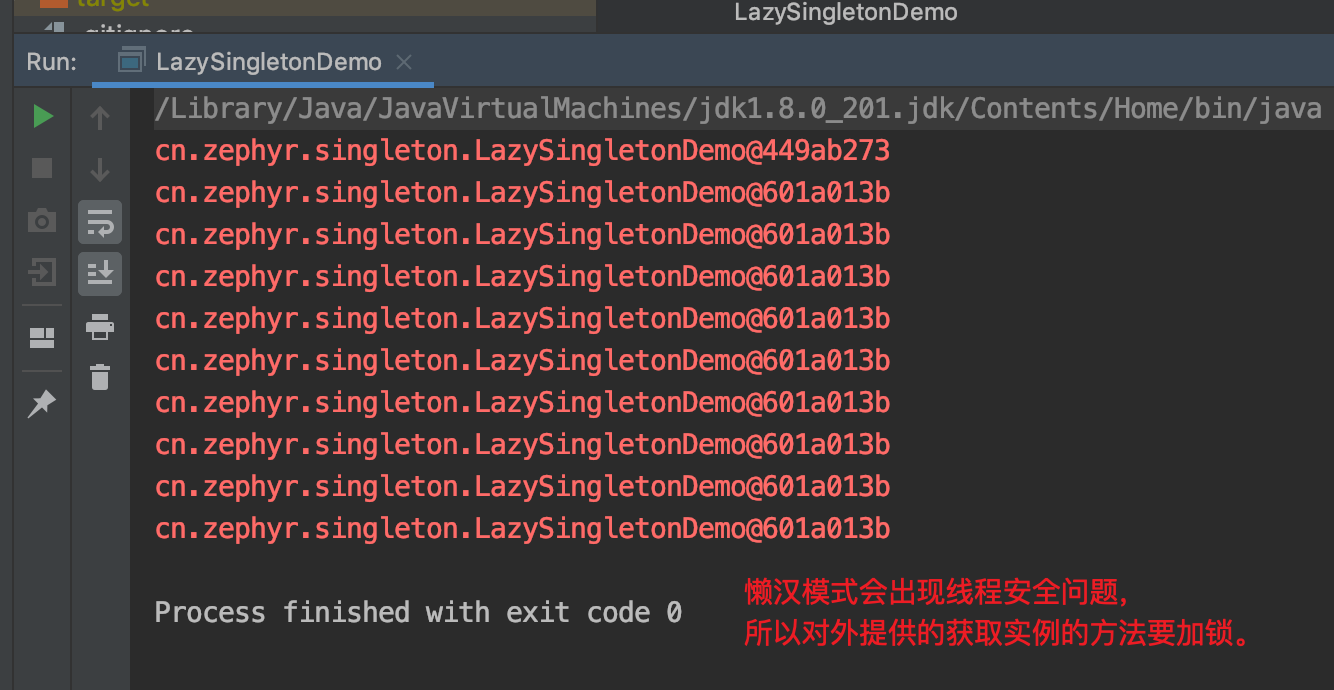 target
.gitignore
LazySingletonDemo
Run:
LazySingletonDemo
/Library/Java/JavaVirtualMachines/jdk1.8.0_201.jdk/Contents/Home/bin/java
cn.zephyr.singleton.LazySingletonDemo@449ab273
cn.zephyr.singleton.LazySingletonDemo@601a013b
cn.zephyr.singleton.LazySingletonDemo@601a013b
cn.zephyr.singleton.LazySingletonDemo@601a013b
cn.zephyr.singleton.LazySingletonDemo@601a013b
cn.zephyr.singleton.LazySingletonDemo@601a013b
cn.zephyr.singleton.LazySingletonDemo@601a013b
cn.zephyr.singleton.LazySingletonDemo@601a013b
cn.zephyr.singleton.LazySingletonDemo@601a013b
cn.zephyr.singleton.LazySingletonDemo@601a013b
Process finished with exit code 0
懒汉模式会出现线程安全问题，
所以对外提供的获取实例的方法要加锁。